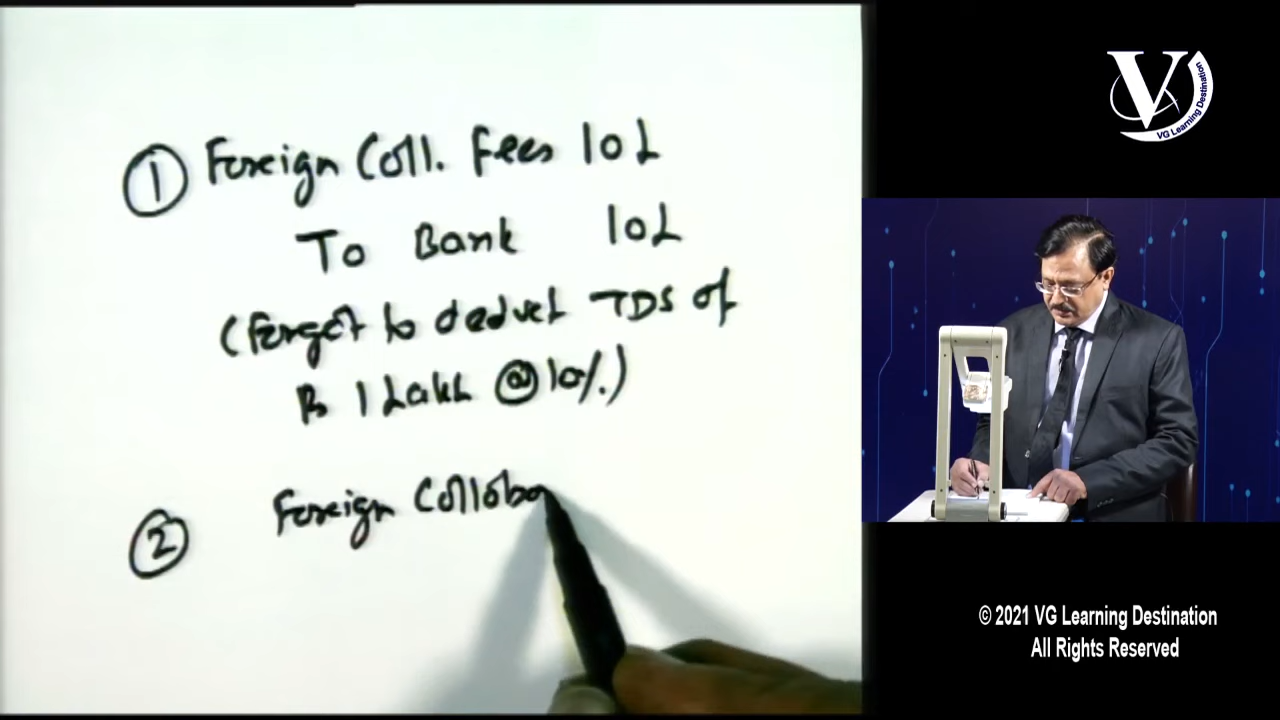 ① Foreign Coll. Fees 10L
To Bank 10L
(Forgot to deduct TDS of
Rs 1 Lakh @10%)
② Foreign Collobo
V
VG Learning Destination
© 2021 VG Learning Destination
All Rights Reserved